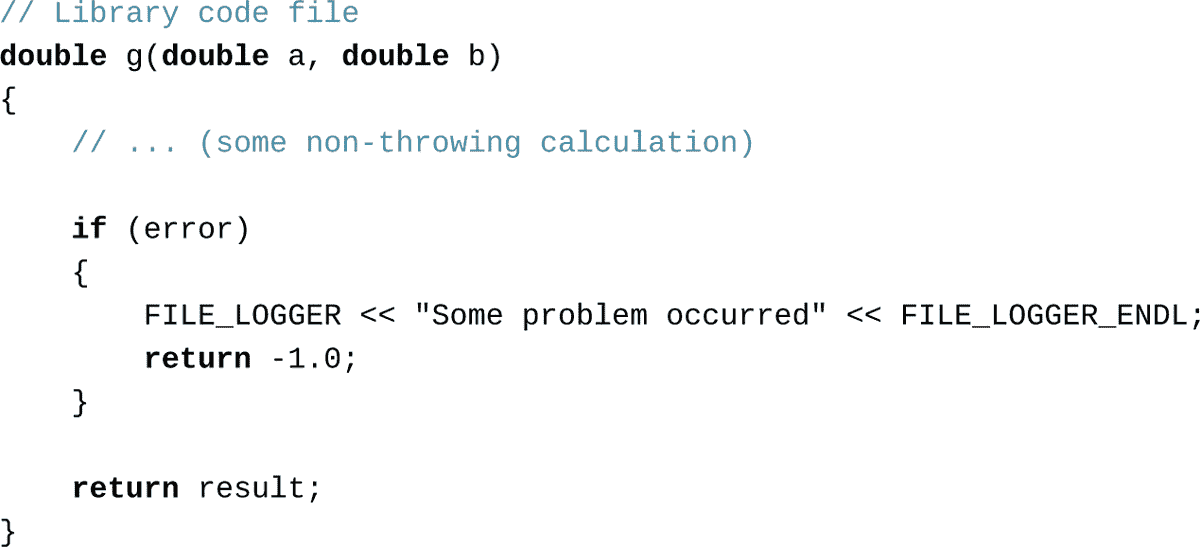 // Library code file
double g(double a, double b)
{
    // ... (some non-throwing calculation)

    if (error)
    {
        FILE_LOGGER << "Some problem occurred" << FILE_LOGGER_ENDL;
        return -1.0;
    }

    return result;
}